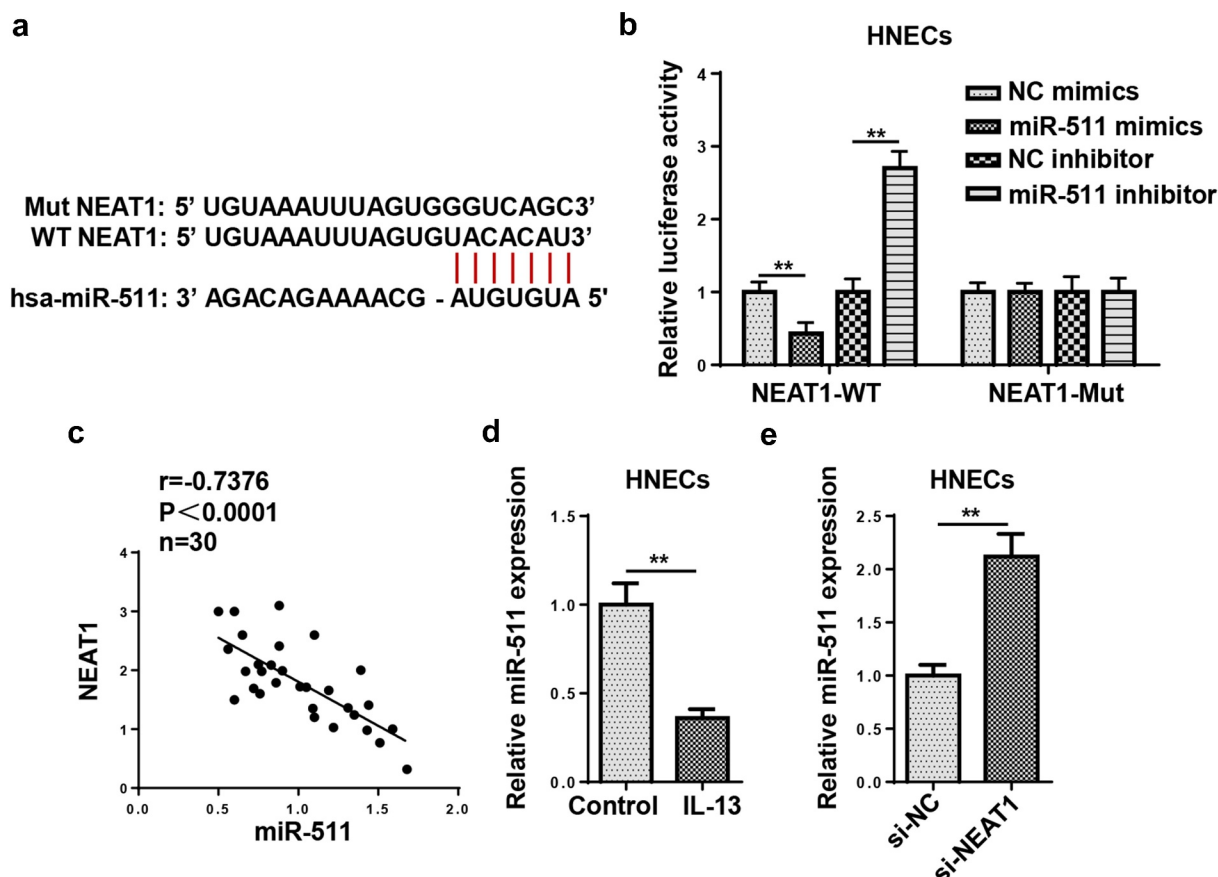 a
Mut NEAT1: 5’ UGUAAAUUUAGUGGGUCAGC3’
WT NEAT1: 5’ UGUAAAUUUAGUGUACACAU3’
hsa-miR-511: 3’ AGACAGAAAACG - AUGUGUA 5'
b
HNECs
Relative luciferase activity
4
3
2
1
0
**
**
NC mimics
miR-511 mimics
NC inhibitor
miR-511 inhibitor
NEAT1-WT
NEAT1-Mut
c
r=-0.7376
P<0.0001
n=30
NEAT1
4
3
2
1
0
0.0
0.5
1.0
1.5
2.0
miR-511
d
HNECs
Relative miR-511 expression
1.5
1.0
0.5
0.0
**
Control
IL-13
e
HNECs
Relative miR-511 expression
2.5
2.0
1.5
1.0
0.5
0.0
**
si-NC
si-NEAT1